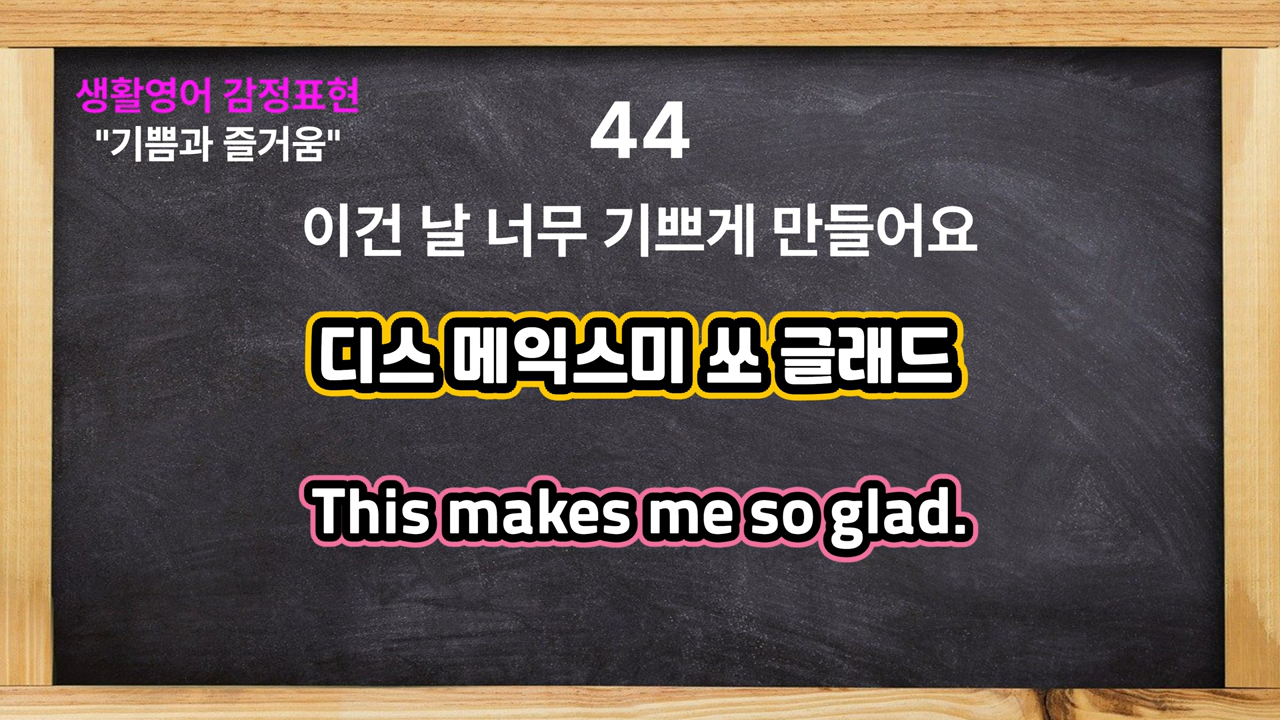 생활영어 감정표현
"기쁨과 즐거움"
44
이건 날 너무 기쁘게 만들어요
디스 메익스미 쏘 글래드
This makes me so glad.